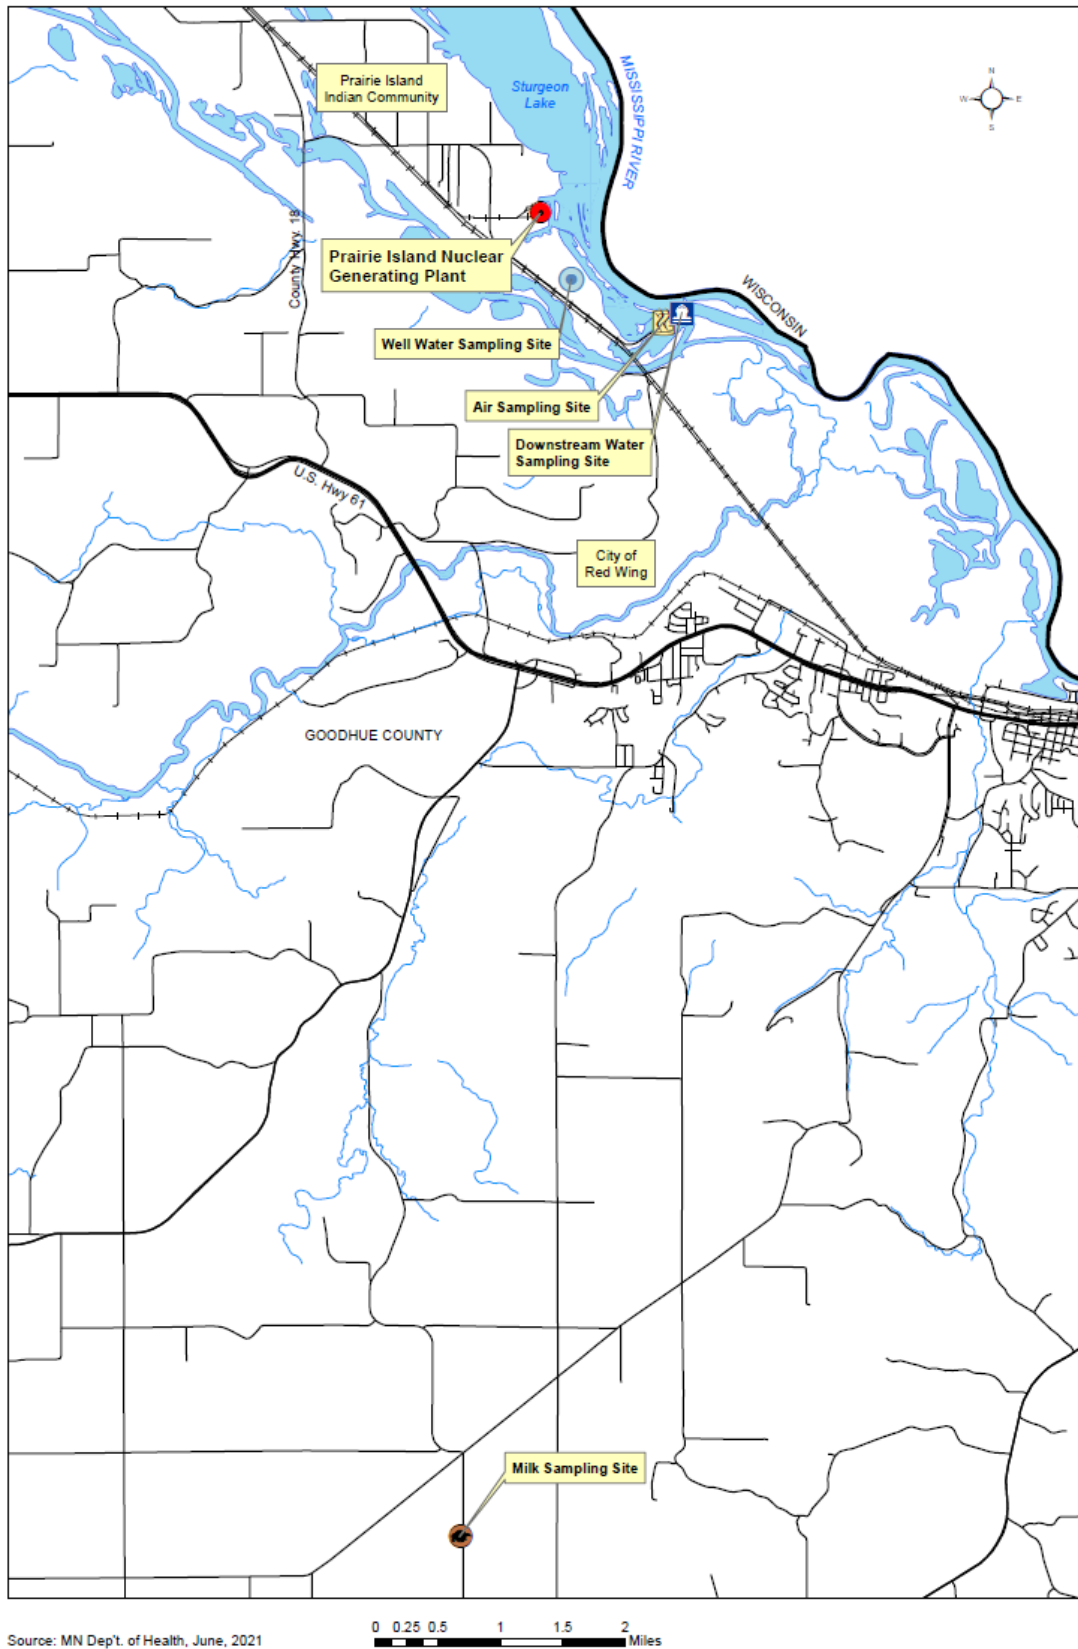 Prairie Island
Indian Community
Sturgeon
Lake
MISSISSIPPI RIVER
N
W
E
S
County Hwy. 18
Prairie Island Nuclear
Generating Plant
WISCONSIN
Well Water Sampling Site
Air Sampling Site
Downstream Water
Sampling Site
U.S. Hwy 61
City of
Red Wing
GOODHUE COUNTY
Milk Sampling Site
Source: MN Dep't. of Health, June, 2021
0 0.25 0.5 1 1.5 2
Miles